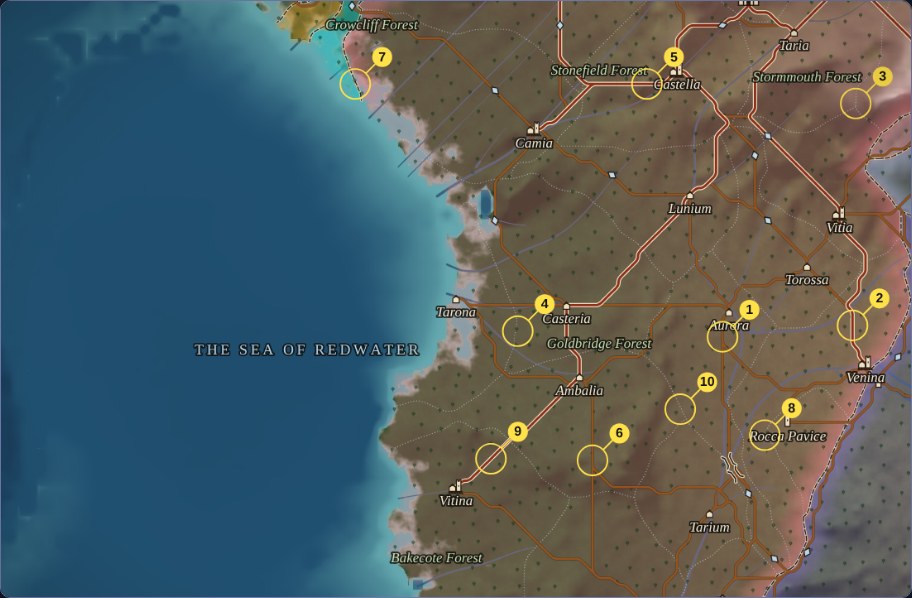 Crowcliff Forest
Taria
7
5
Stonefield Forest
Stormmouth Forest
3
Castella
Camia
Lunium
Vitia
Torossa
2
4
1
Tarona
Casteria
Aurora
Goldbridge Forest
THE SEA OF REDWATER
Venina
10
Ambalia
8
9
6
Rocca Pavice
Vitina
Tarium
Bakecote Forest